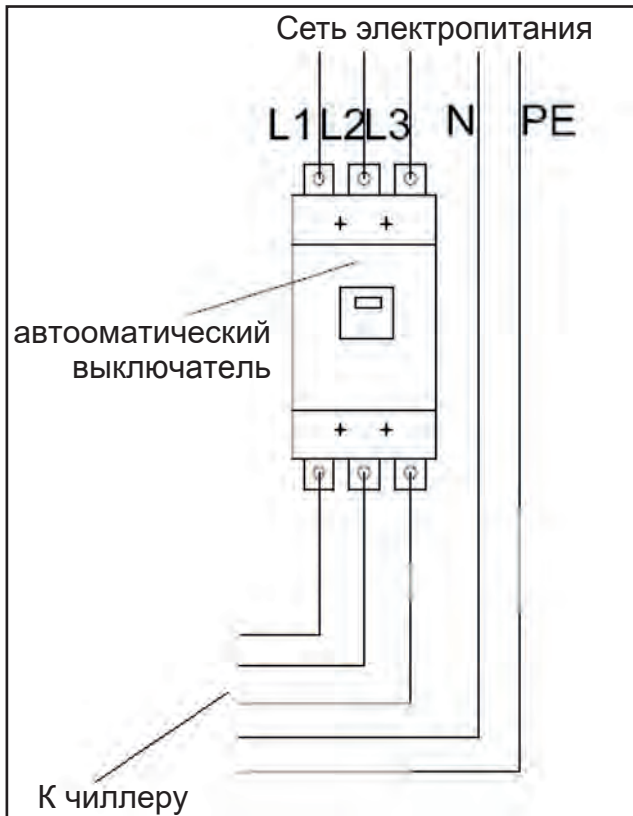 Сеть электропитания
L1 L2 L3 N PE
автооматический
выключатель
К чиллеру